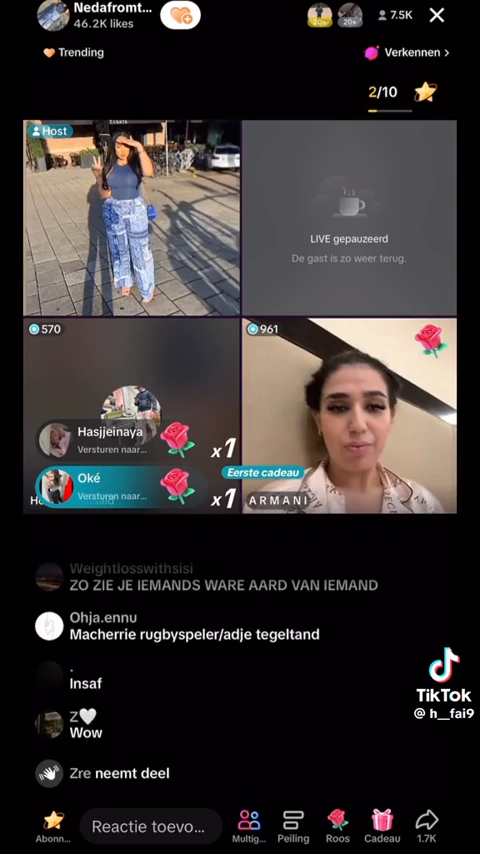 Nedafromt...
46.2K likes
20+
20+
7.5K
Trending
Verkennen >
2/10
Host
LIVE gepauzeerd
De gast is zo weer terug.
570
961
Hasjjeinaya
Versturen naar...
x1
Eerste cadeau
Oké
Versturen naar...
x1
ARMANI
Weightlosswithsisi
ZO ZIE JE IEMANDS WARE AARD VAN IEMAND
Ohja.ennu
Macherrie rugbyspeler/adje tegeltand
.
Insaf
Z🤍
Wow
Zre neemt deel
TikTok
@ h__fai9
Abonn...
Reactie toevo...
Multig...
Peiling
Roos
Cadeau
1.7K